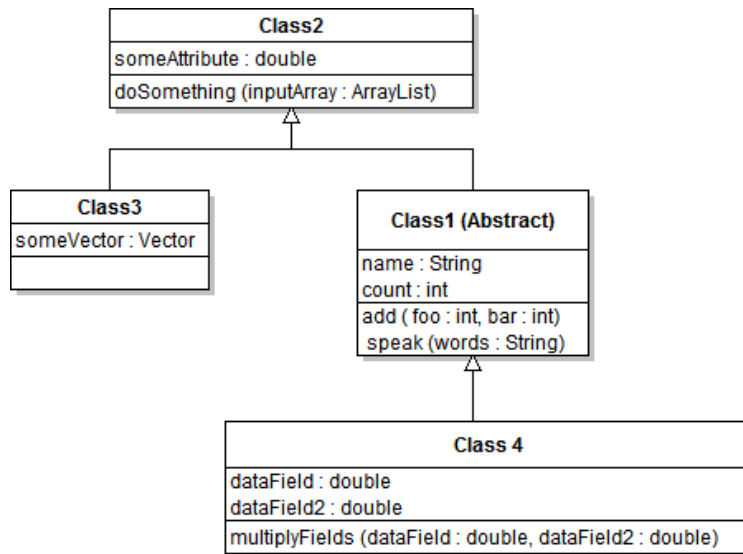 Class2
someAttribute : double
doSomething (inputArray : ArrayList)
Class3
someVector : Vector
Class1 (Abstract)
name : String
count : int
add ( foo : int, bar : int)
speak (words : String)
Class 4
dataField : double
dataField2 : double
multiplyFields (dataField : double, dataField2 : double)